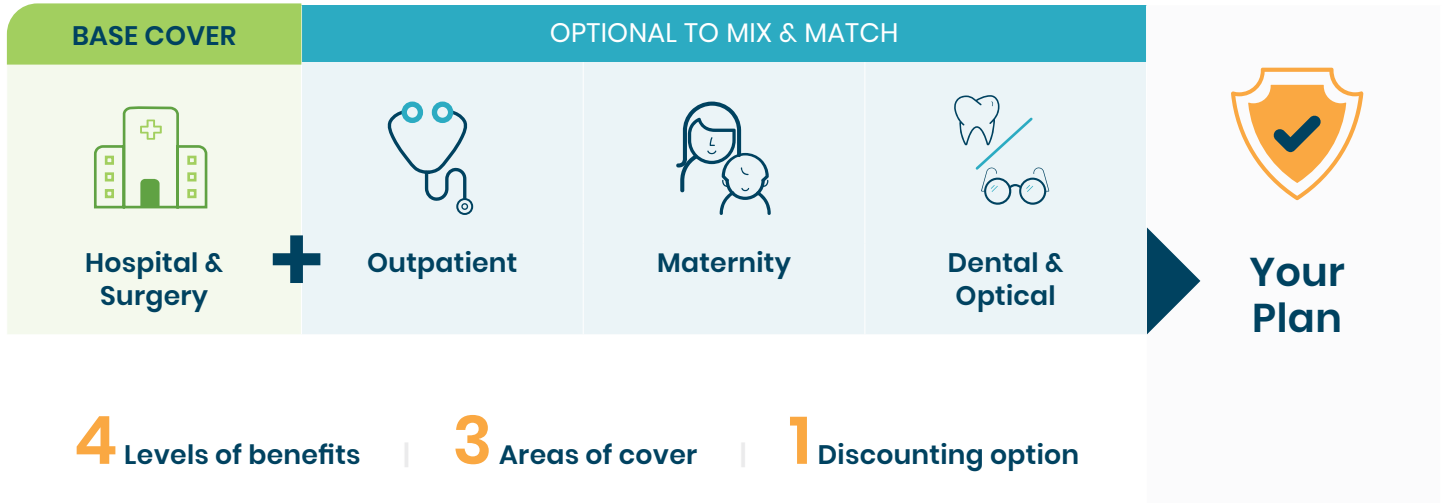 BASE COVER
OPTIONAL TO MIX & MATCH
Hospital &
Surgery
Outpatient
Maternity
Dental &
Optical
Your
Plan
4 Levels of benefits
3 Areas of cover
1 Discounting option